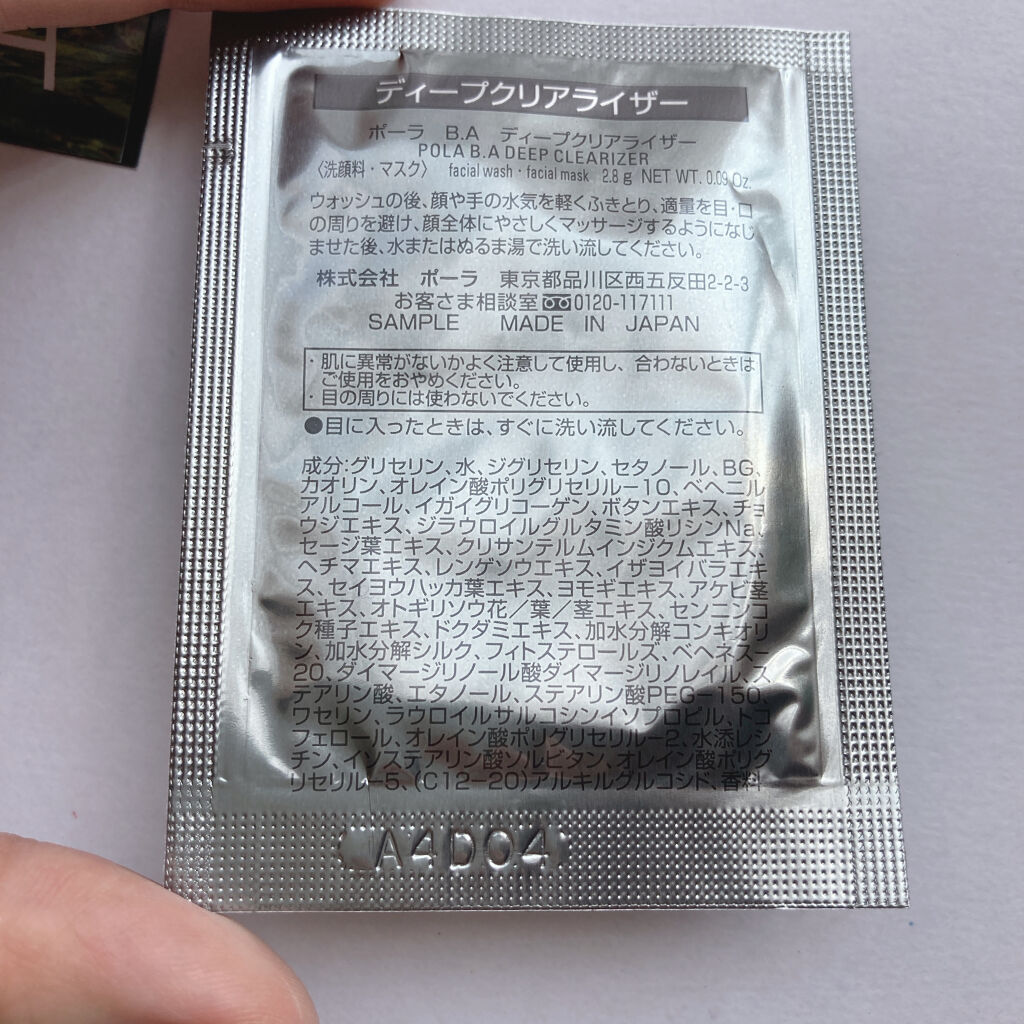 ディープクリアライザー
ポーラ B.A ディープクリアライザー
POLA B.A DEEP CLEARIZER
〈洗顔料・マスク〉 facial wash・facial mask 2.8 g NET WT. 0.09 Oz.
ウォッシュの後、顔や手の水気を軽くふきとり、適量を目・口
の周りを避け、顔全体にやさしくマッサージするようになじ
ませた後、水またはぬるま湯で洗い流してください。
株式会社 ポーラ 東京都品川区西五反田2-2-3
お客さま相談室 0120-117111
SAMPLE MADE IN JAPAN
・肌に異常がないかよく注意して使用し、合わないときは
ご使用をおやめください。
・目の周りには使わないでください。
●目に入ったときは、すぐに洗い流してください。
成分:グリセリン、水、ジグリセリン、セタノール、BG、
カオリン、オレイン酸ポリグリセリル-10、ベヘニル
アルコール、イガイグリコーゲン、ボタンエキス、チョ
ウジエキス、ジラウロイルグルタミン酸リシンNa、
セージ葉エキス、クリサンテルムインジクムエキス、
ヘチマエキス、レンゲソウエキス、イザヨイバラエキ
ス、セイヨウハッカ葉エキス、ヨモギエキス、アケビ茎
エキス、オトギリソウ花/葉/茎エキス、センニンコ
ク種子エキス、ドクダミエキス、加水分解コンキオリ
ン、加水分解シルク、フィトステロールズ、ベヘネス-
20、ダイマージリノール酸ダイマージリノレイル、ス
テアリン酸、エタノール、ステアリン酸PEG-150、
ワセリン、ラウロイルサルコシンイソプロピル、トコ
フェロール、オレイン酸ポリグリセリル-2、水添レシ
チン、イソステアリン酸ソルビタン、オレイン酸ポリグ
リセリル-5、(C12-20)アルキルグルコシド、香料
A4D04